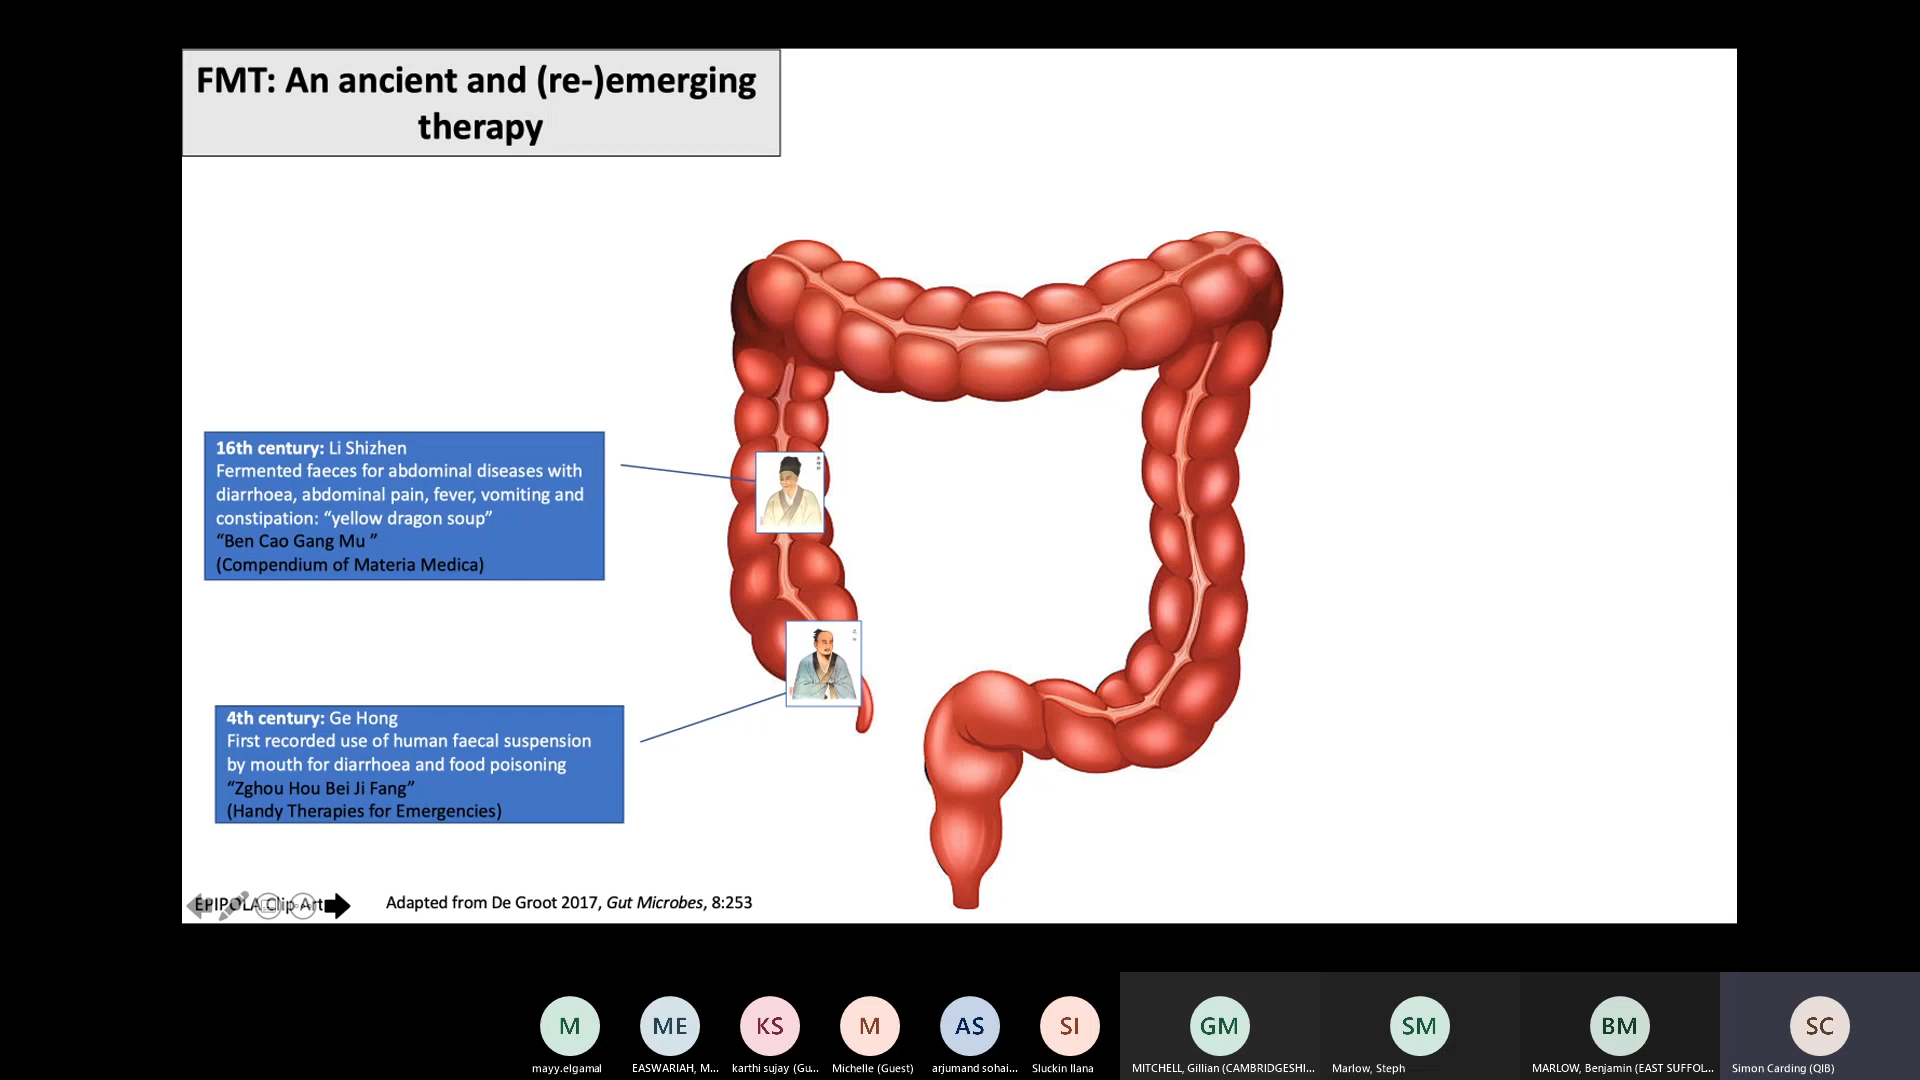 FMT: An ancient and (re-)emerging
therapy
16th century: Li Shizhen
Fermented faeces for abdominal diseases with
diarrhoea, abdominal pain, fever, vomiting and
constipation: “yellow dragon soup”
“Ben Cao Gang Mu ”
(Compendium of Materia Medica)
4th century: Ge Hong
First recorded use of human faecal suspension
by mouth for diarrhoea and food poisoning
“Zghou Hou Bei Ji Fang”
(Handy Therapies for Emergencies)
EPIPOLA Clip Art
Adapted from De Groot 2017, Gut Microbes, 8:253
M
ME
KS
M
AS
SI
GM
SM
BM
SC
mayy.elgamal
EASWARIAH, M...
karthi sujay (Gu...
Michelle (Guest)
arjumand sohai...
Sluckin Ilana
MITCHELL, Gillian (CAMBRIDGESHI...
Marlow, Steph
MARLOW, Benjamin (EAST SUFFOL...
Simon Carding (QIB)